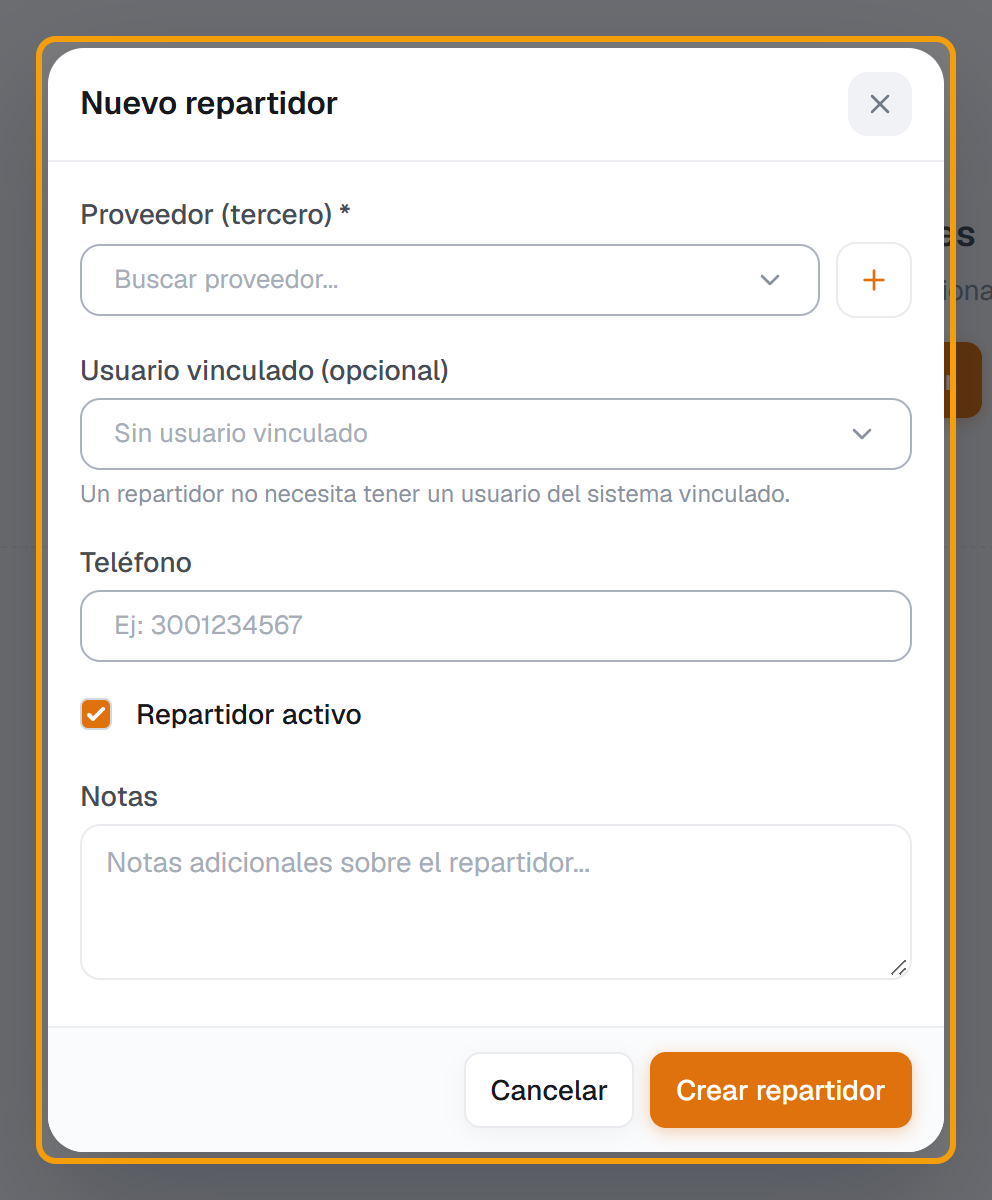 Nuevo repartidor
Proveedor (tercero) *
Buscar proveedor...
Usuario vinculado (opcional)
Sin usuario vinculado
Un repartidor no necesita tener un usuario del sistema vinculado.
Teléfono
Ej: 3001234567
Repartidor activo
Notas
Notas adicionales sobre el repartidor...
Cancelar
Crear repartidor